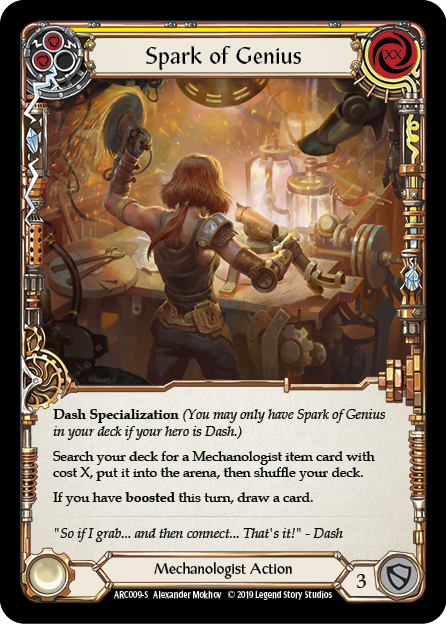 Spark of Genius
XX
Dash Specialization (You may only have Spark of Genius
in your deck if your hero is Dash.)
Search your deck for a Mechanologist item card with
cost X, put it into the arena, then shuffle your deck.
If you have boosted this turn, draw a card.
"So if I grab... and then connect... That's it!" - Dash
Mechanologist Action
3
ARC009-S Alexander Mokhov © 2019 Legend Story Studios